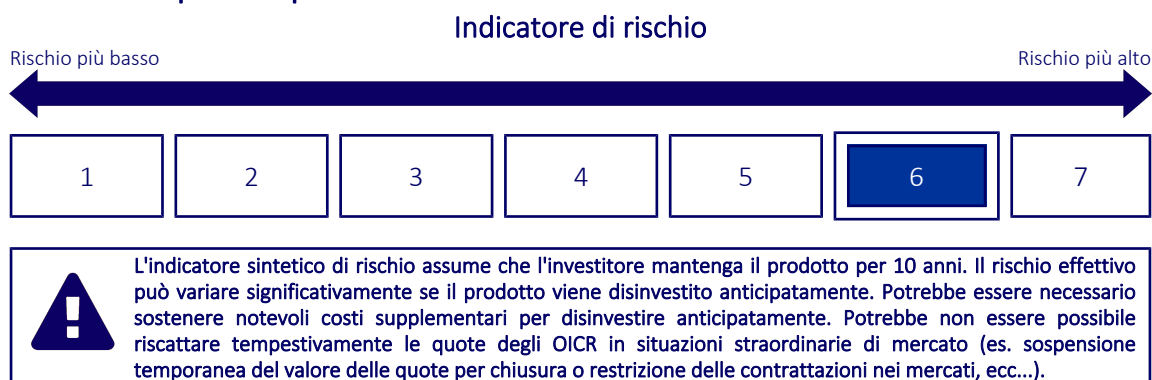 Indicatore di rischio
Rischio più basso
Rischio più alto
1
2
3
4
5
6
7
L'indicatore sintetico di rischio assume che l'investitore mantenga il prodotto per 10 anni. Il rischio effettivo
può variare significativamente se il prodotto viene disinvestito anticipatamente. Potrebbe essere necessario
sostenere notevoli costi supplementari per disinvestire anticipatamente. Potrebbe non essere possibile
riscattare tempestivamente le quote degli OICR in situazioni straordinarie di mercato (es. sospensione
temporanea del valore delle quote per chiusura o restrizione delle contrattazioni nei mercati, ecc...).